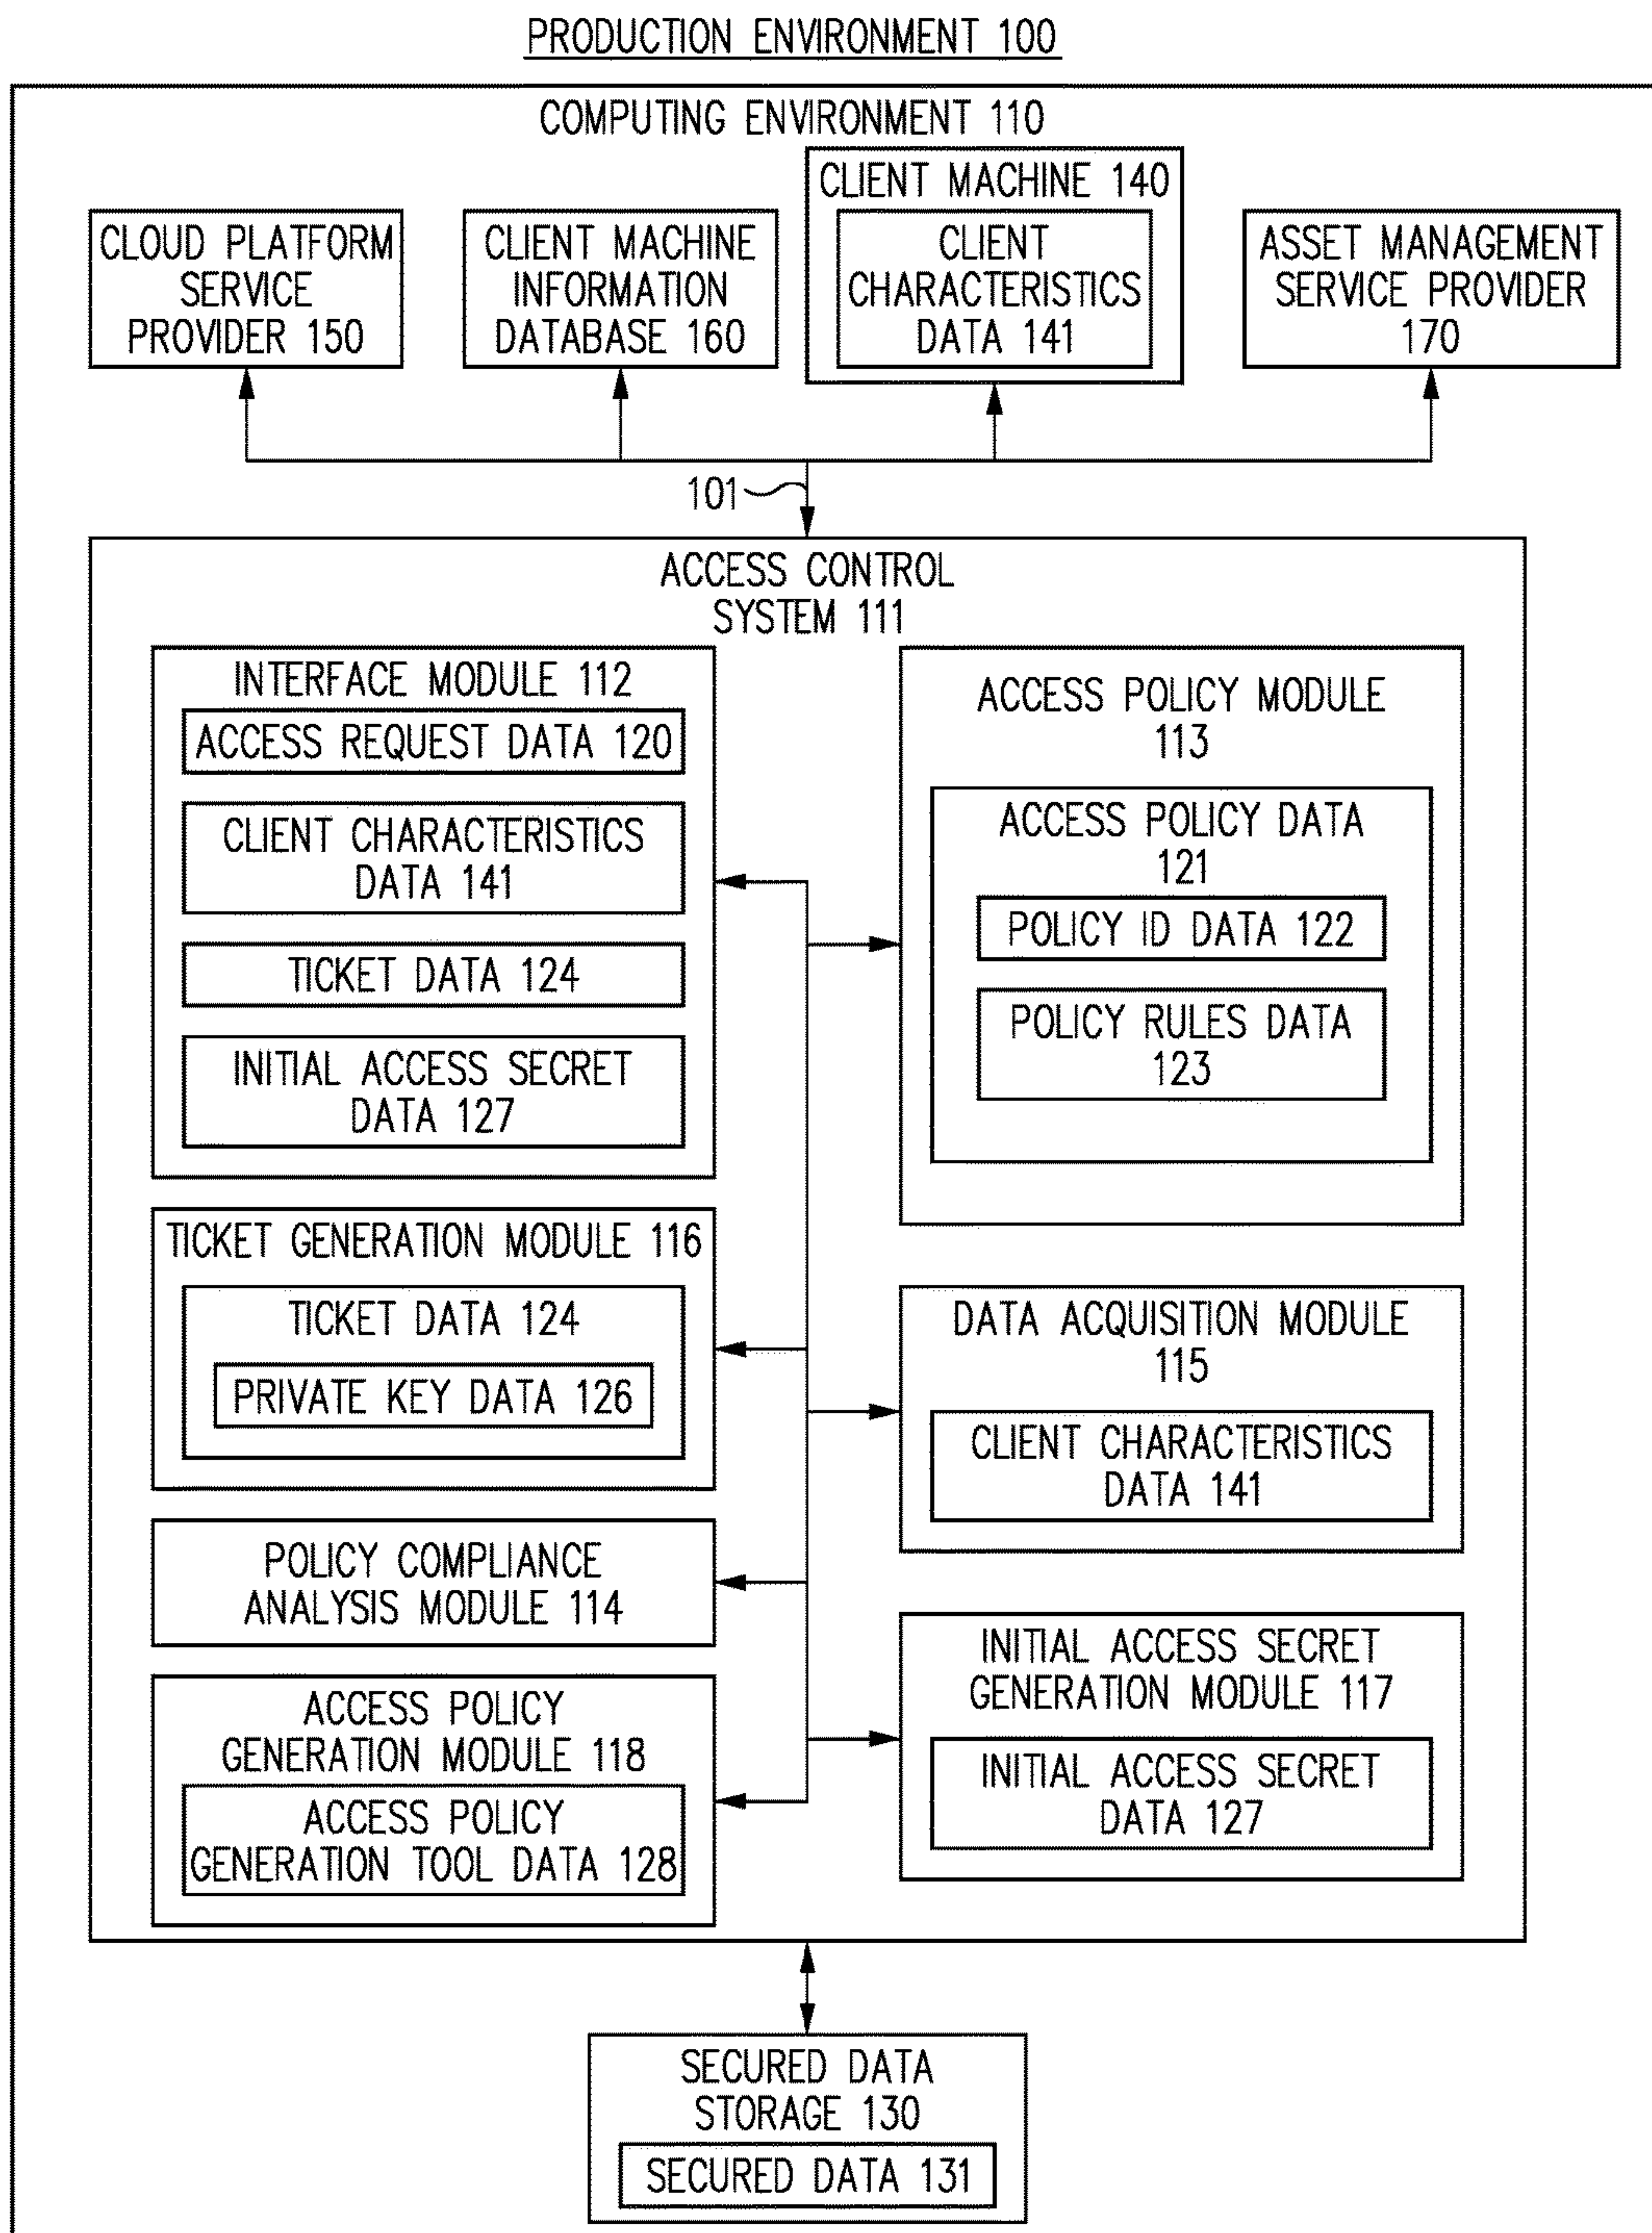 PRODUCTION ENVIRONMENT 100
COMPUTING ENVIRONMENT 110
CLOUD PLATFORM
SERVICE
PROVIDER 150
CLIENT MACHINE
INFORMATION
DATABASE 160
CLIENT MACHINE 140
CLIENT
CHARACTERISTICS
DATA 141
ASSET MANAGEMENT
SERVICE PROVIDER
170
101
ACCESS CONTROL
SYSTEM 111
INTERFACE MODULE 112
ACCESS REQUEST DATA 120
CLIENT CHARACTERISTICS
DATA 141
TICKET DATA 124
INITIAL ACCESS SECRET
DATA 127
ACCESS POLICY MODULE
113
ACCESS POLICY DATA
121
POLICY ID DATA 122
POLICY RULES DATA
123
TICKET GENERATION MODULE 116
TICKET DATA 124
PRIVATE KEY DATA 126
DATA ACQUISITION MODULE
115
CLIENT CHARACTERISTICS
DATA 141
POLICY COMPLIANCE
ANALYSIS MODULE 114
INITIAL ACCESS SECRET
GENERATION MODULE 117
INITIAL ACCESS SECRET
DATA 127
ACCESS POLICY
GENERATION MODULE 118
ACCESS POLICY
GENERATION TOOL DATA 128
SECURED DATA
STORAGE 130
SECURED DATA 131